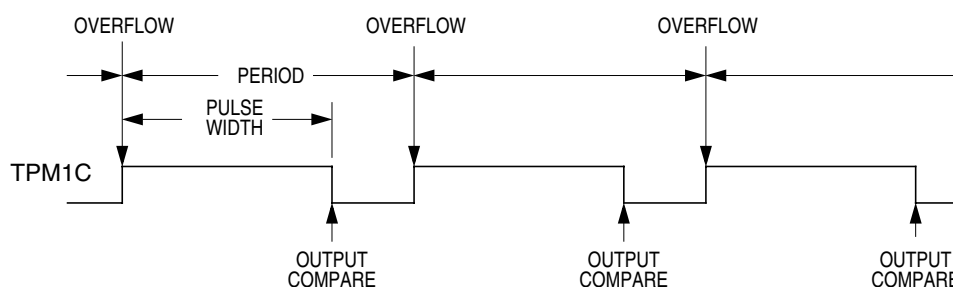 OVERFLOW OVERFLOW OVERFLOW
PERIOD
PULSE
WIDTH
TPM1C
OUTPUT
COMPARE
OUTPUT
COMPARE
OUTPUT
COMPARE